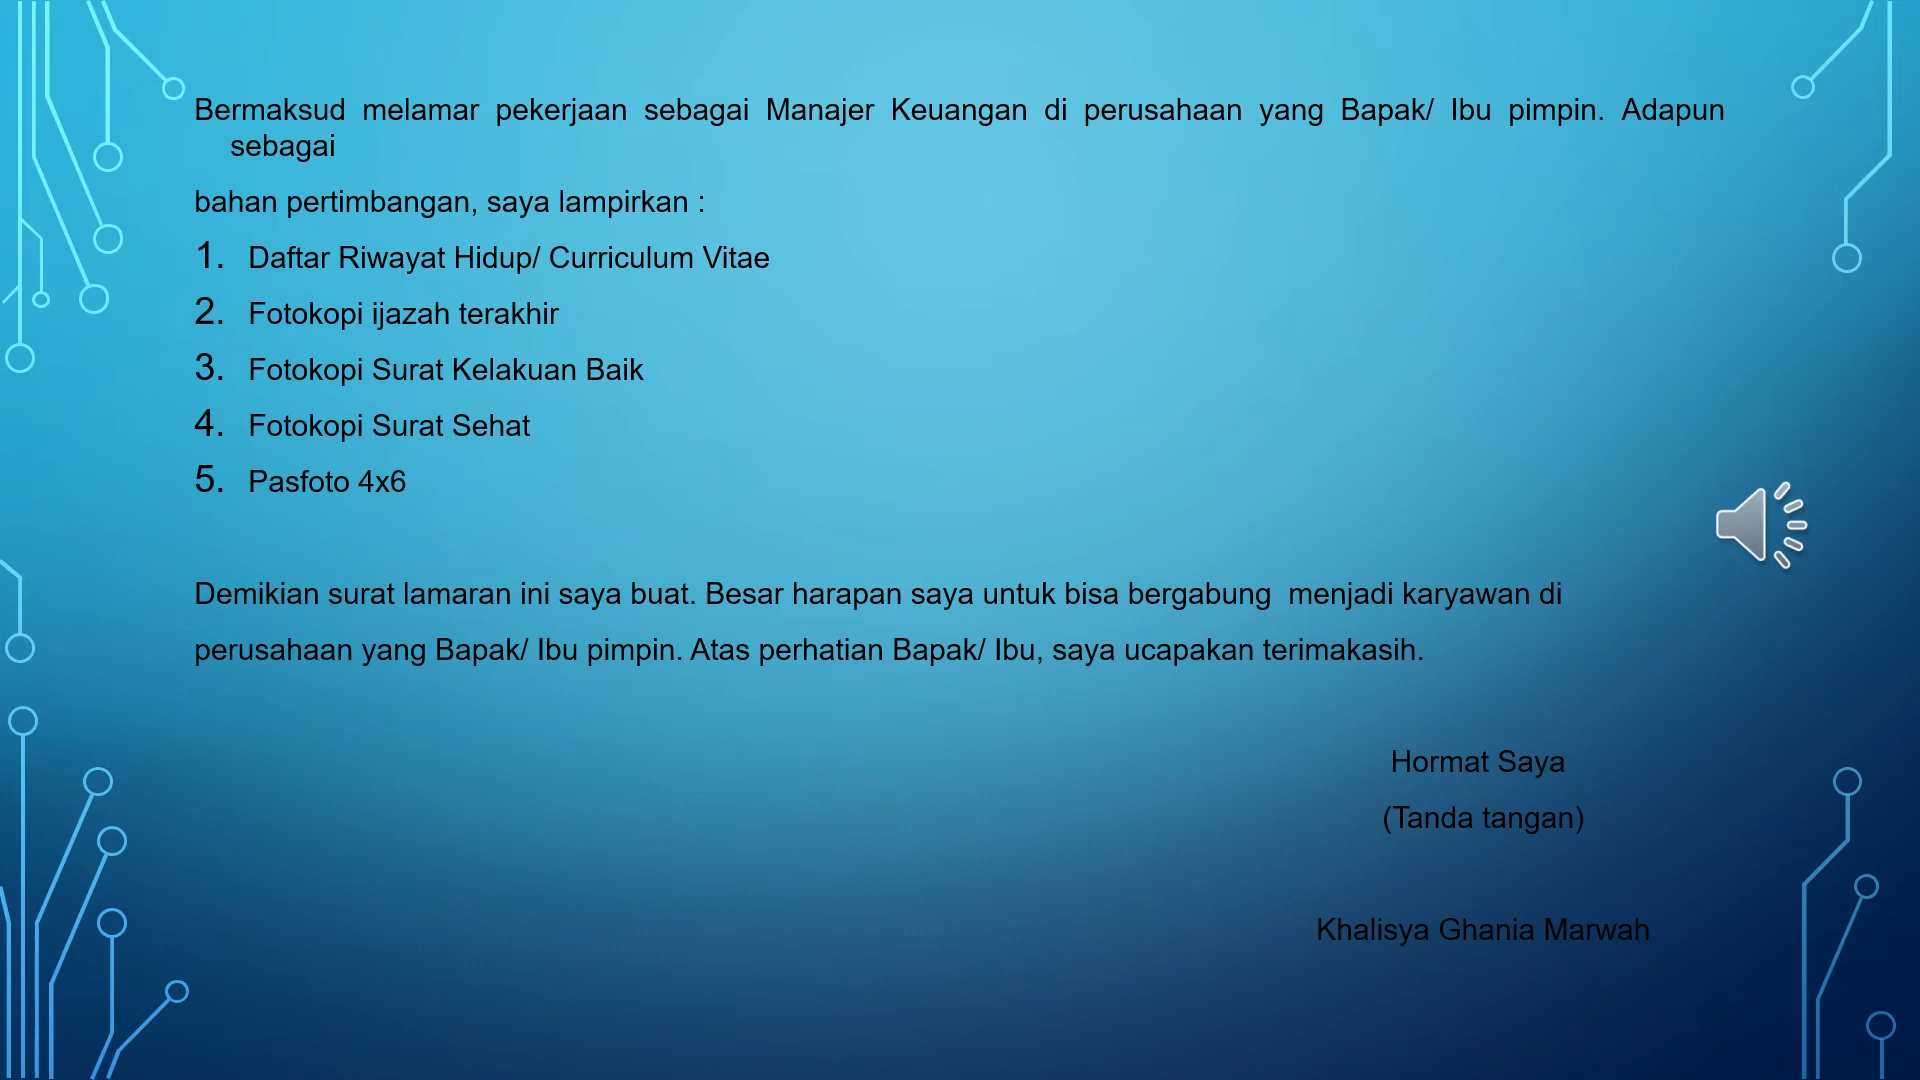 Bermaksud melamar pekerjaan sebagai Manajer Keuangan di perusahaan yang Bapak/ Ibu pimpin. Adapun
sebagai
bahan pertimbangan, saya lampirkan :
1. Daftar Riwayat Hidup/ Curriculum Vitae
2. Fotokopi ijazah terakhir
3. Fotokopi Surat Kelakuan Baik
4. Fotokopi Surat Sehat
5. Pasfoto 4x6
Demikian surat lamaran ini saya buat. Besar harapan saya untuk bisa bergabung  menjadi karyawan di
perusahaan yang Bapak/ Ibu pimpin. Atas perhatian Bapak/ Ibu, saya ucapakan terimakasih.
Hormat Saya
(Tanda tangan)
Khalisya Ghania Marwah